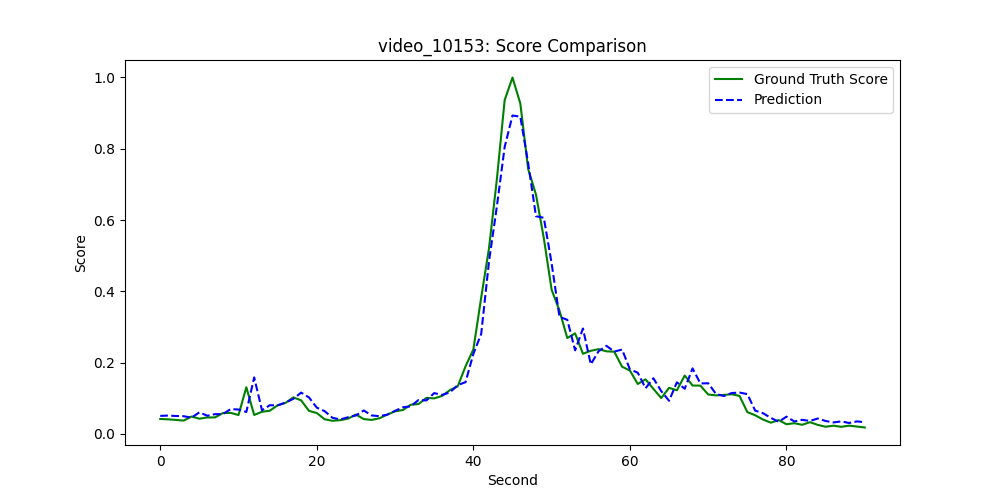 video_10153: Score Comparison
Ground Truth Score
Prediction
Score
1.0
0.8
0.6
0.4
0.2
0.0
0 20 40 60 80
Second